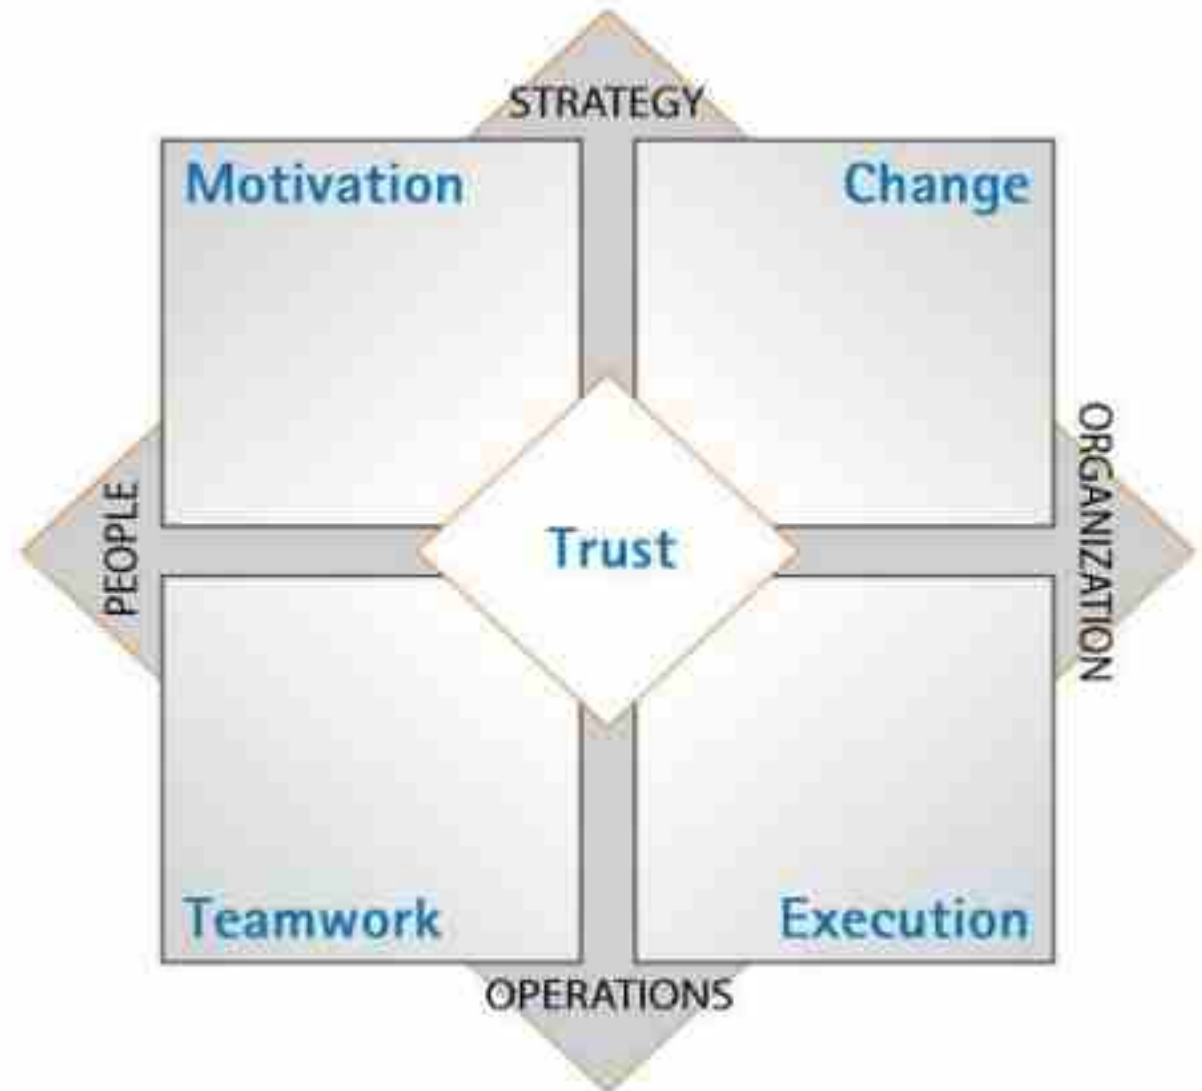 STRATEGY
Motivation
Change
PEOPLE
Trust
ORGANIZATION
Teamwork
Execution
OPERATIONS